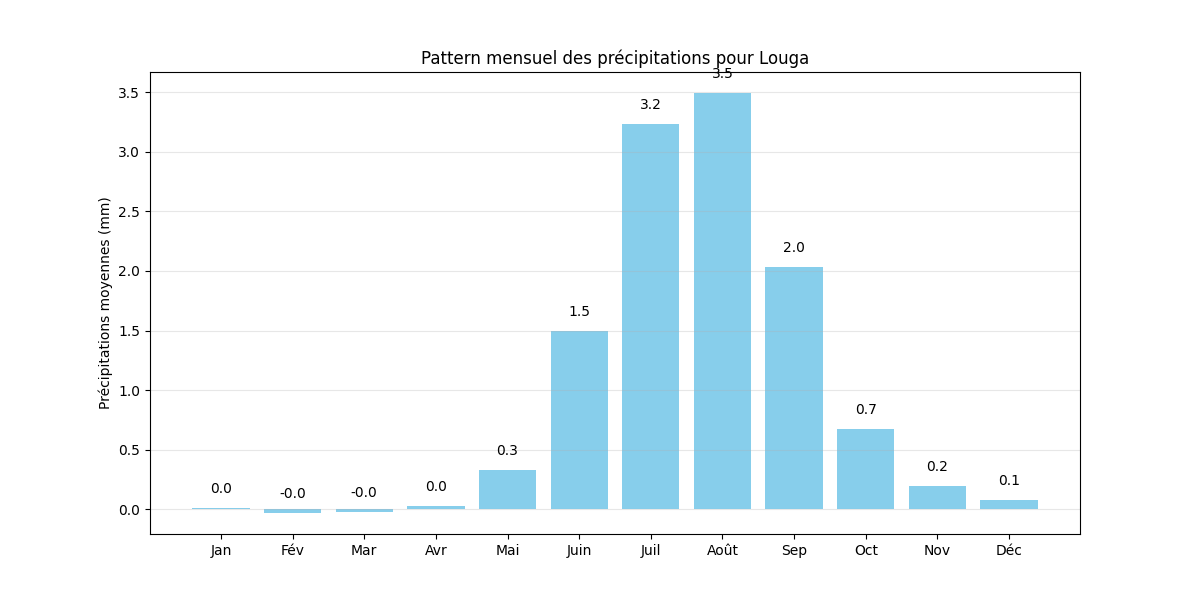 Pattern mensuel des précipitations pour Louga
Précipitations moyennes (mm)
3.5
3.0
2.5
2.0
1.5
1.0
0.5
0.0
0.0
-0.0
-0.0
0.0
0.3
1.5
3.2
3.5
2.0
0.7
0.2
0.1
Jan
Fév
Mar
Avr
Mai
Juin
Juil
Août
Sep
Oct
Nov
Déc